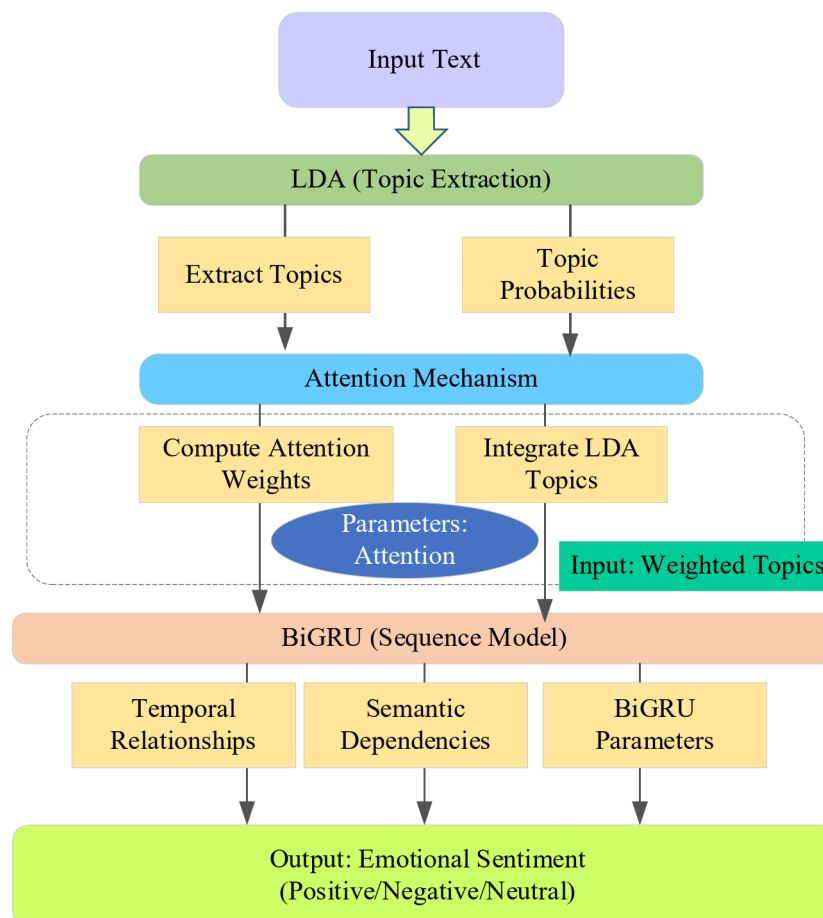 Input Text
LDA (Topic Extraction)
Extract Topics
Topic
Probabilities
Attention Mechanism
Compute Attention
Weights
Integrate LDA
Topics
Parameters:
Attention
Input: Weighted Topics
BiGRU (Sequence Model)
Temporal
Relationships
Semantic
Dependencies
BiGRU
Parameters
Output: Emotional Sentiment
(Positive/Negative/Neutral)